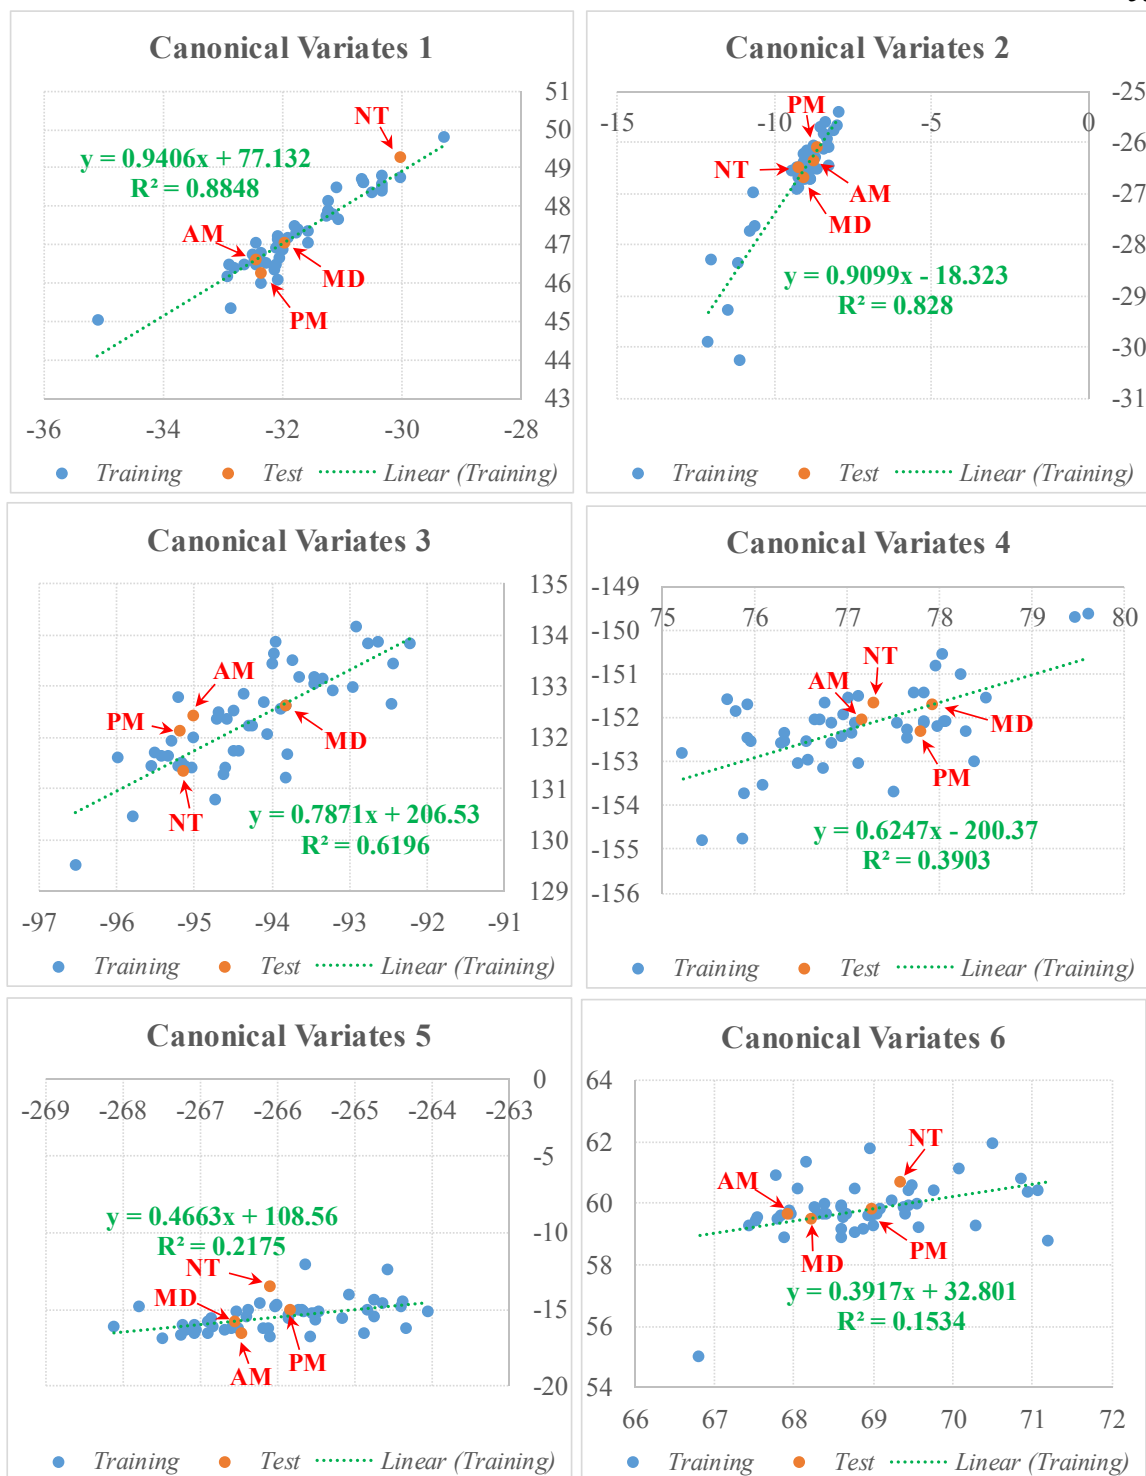 Canonical Variates 1
51
50
49
48
47
46
45
44
43
-36
-34
-32
-30
-28
NT
y = 0.9406x + 77.132
R² = 0.8848
AM
MD
PM
Training
Test
Linear (Training)
Canonical Variates 2
-15
-10
-5
0
-25
-26
-27
-28
-29
-30
-31
PM
NT
AM
MD
y = 0.9099x - 18.323
R² = 0.828
Training
Test
Linear (Training)
Canonical Variates 3
135
134
133
132
131
130
129
-97
-96
-95
-94
-93
-92
-91
AM
PM
MD
NT
y = 0.7871x + 206.53
R² = 0.6196
Training
Test
Linear (Training)
Canonical Variates 4
-149
-150
-151
-152
-153
-154
-155
-156
75
76
77
78
79
80
NT
AM
MD
PM
y = 0.6247x - 200.37
R² = 0.3903
Training
Test
Linear (Training)
Canonical Variates 5
-269
-268
-267
-266
-265
-264
-263
0
-5
-10
-15
-20
y = 0.4663x + 108.56
R² = 0.2175
NT
MD
AM
PM
Training
Test
Linear (Training)
Canonical Variates 6
64
62
60
58
56
54
66
67
68
69
70
71
72
NT
AM
MD
PM
y = 0.3917x + 32.801
R² = 0.1534
Training
Test
Linear (Training)